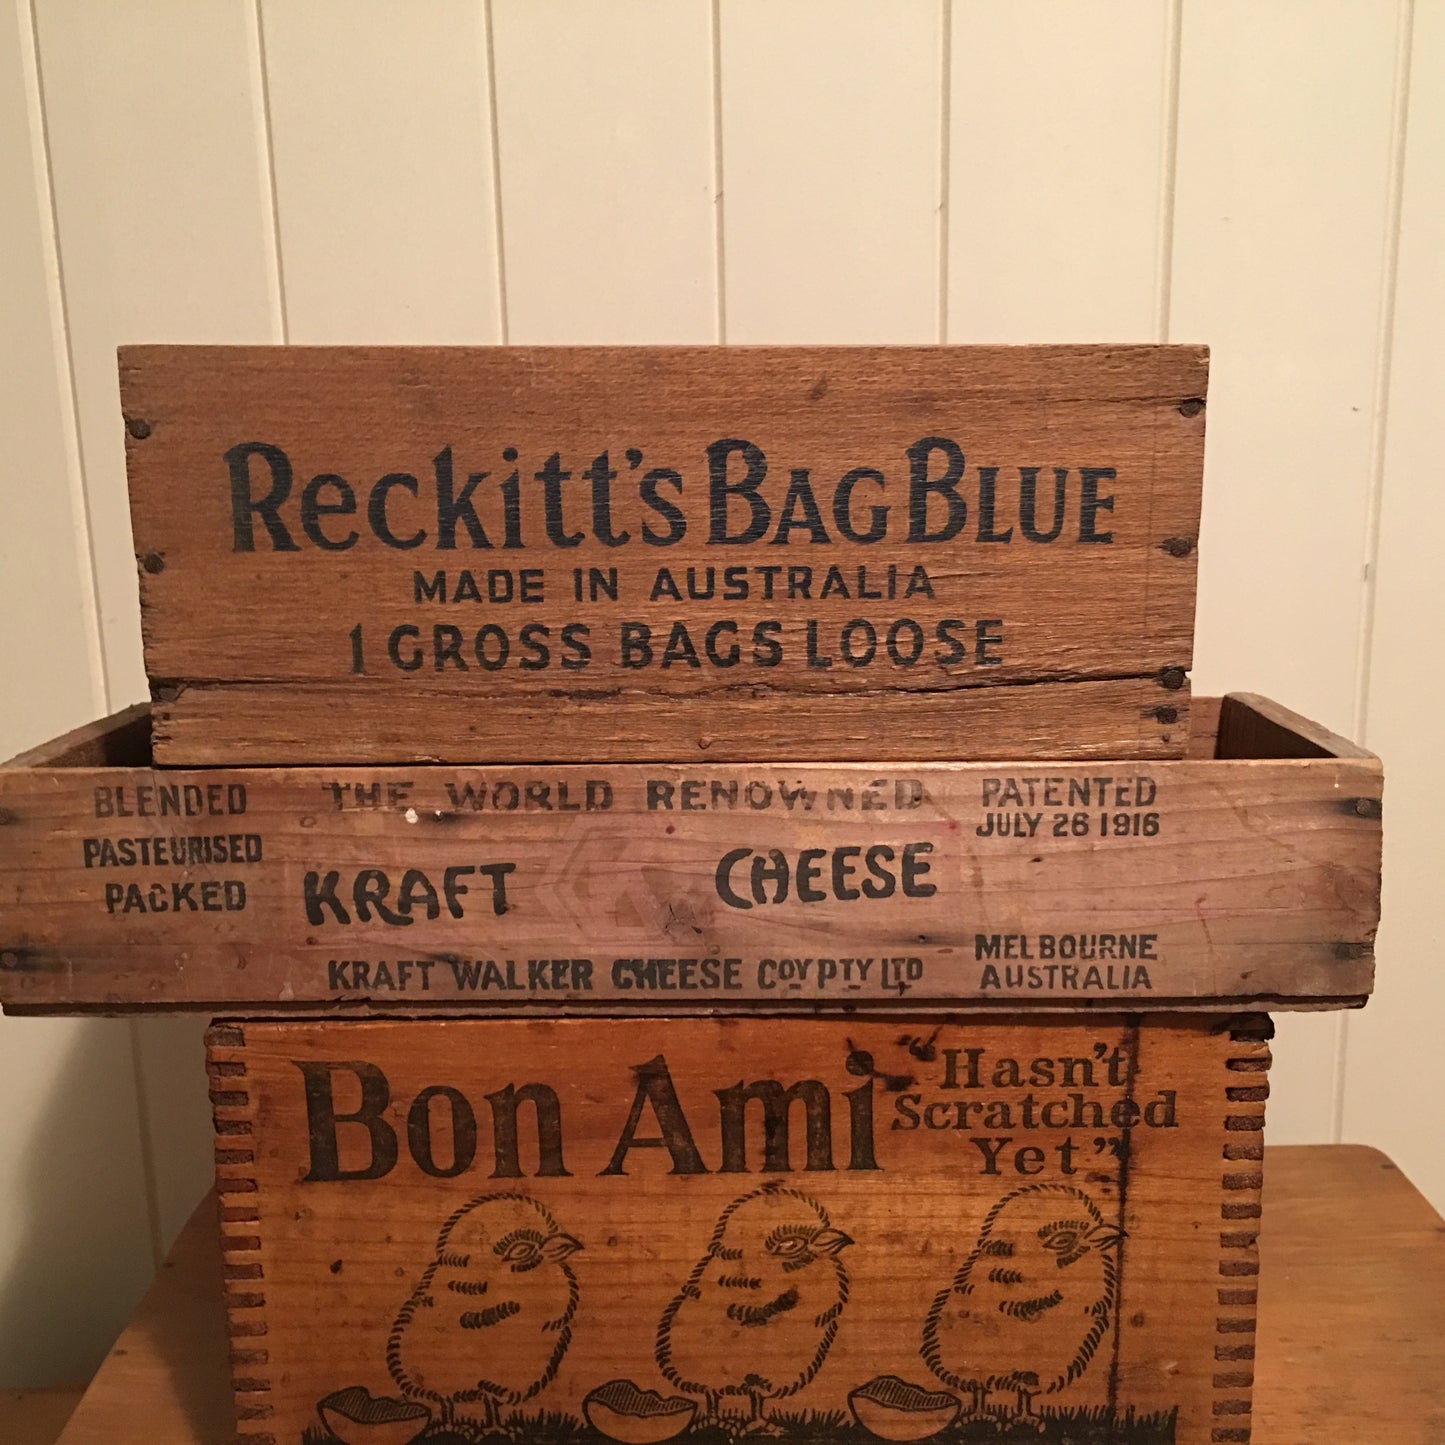 Reckitt's BAG BLUE
MADE IN AUSTRALIA
1 GROSS BAGS LOOSE
BLENDED
PASTEURISED
PACKED
THE WORLD RENOWNED
KRAFT CHEESE
KRAFT WALKER CHEESE COY PTY LTD
PATENTED
JULY 26 1916
MELBOURNE
AUSTRALIA
Bon Ami
"Hasn't
Scratched
Yet"